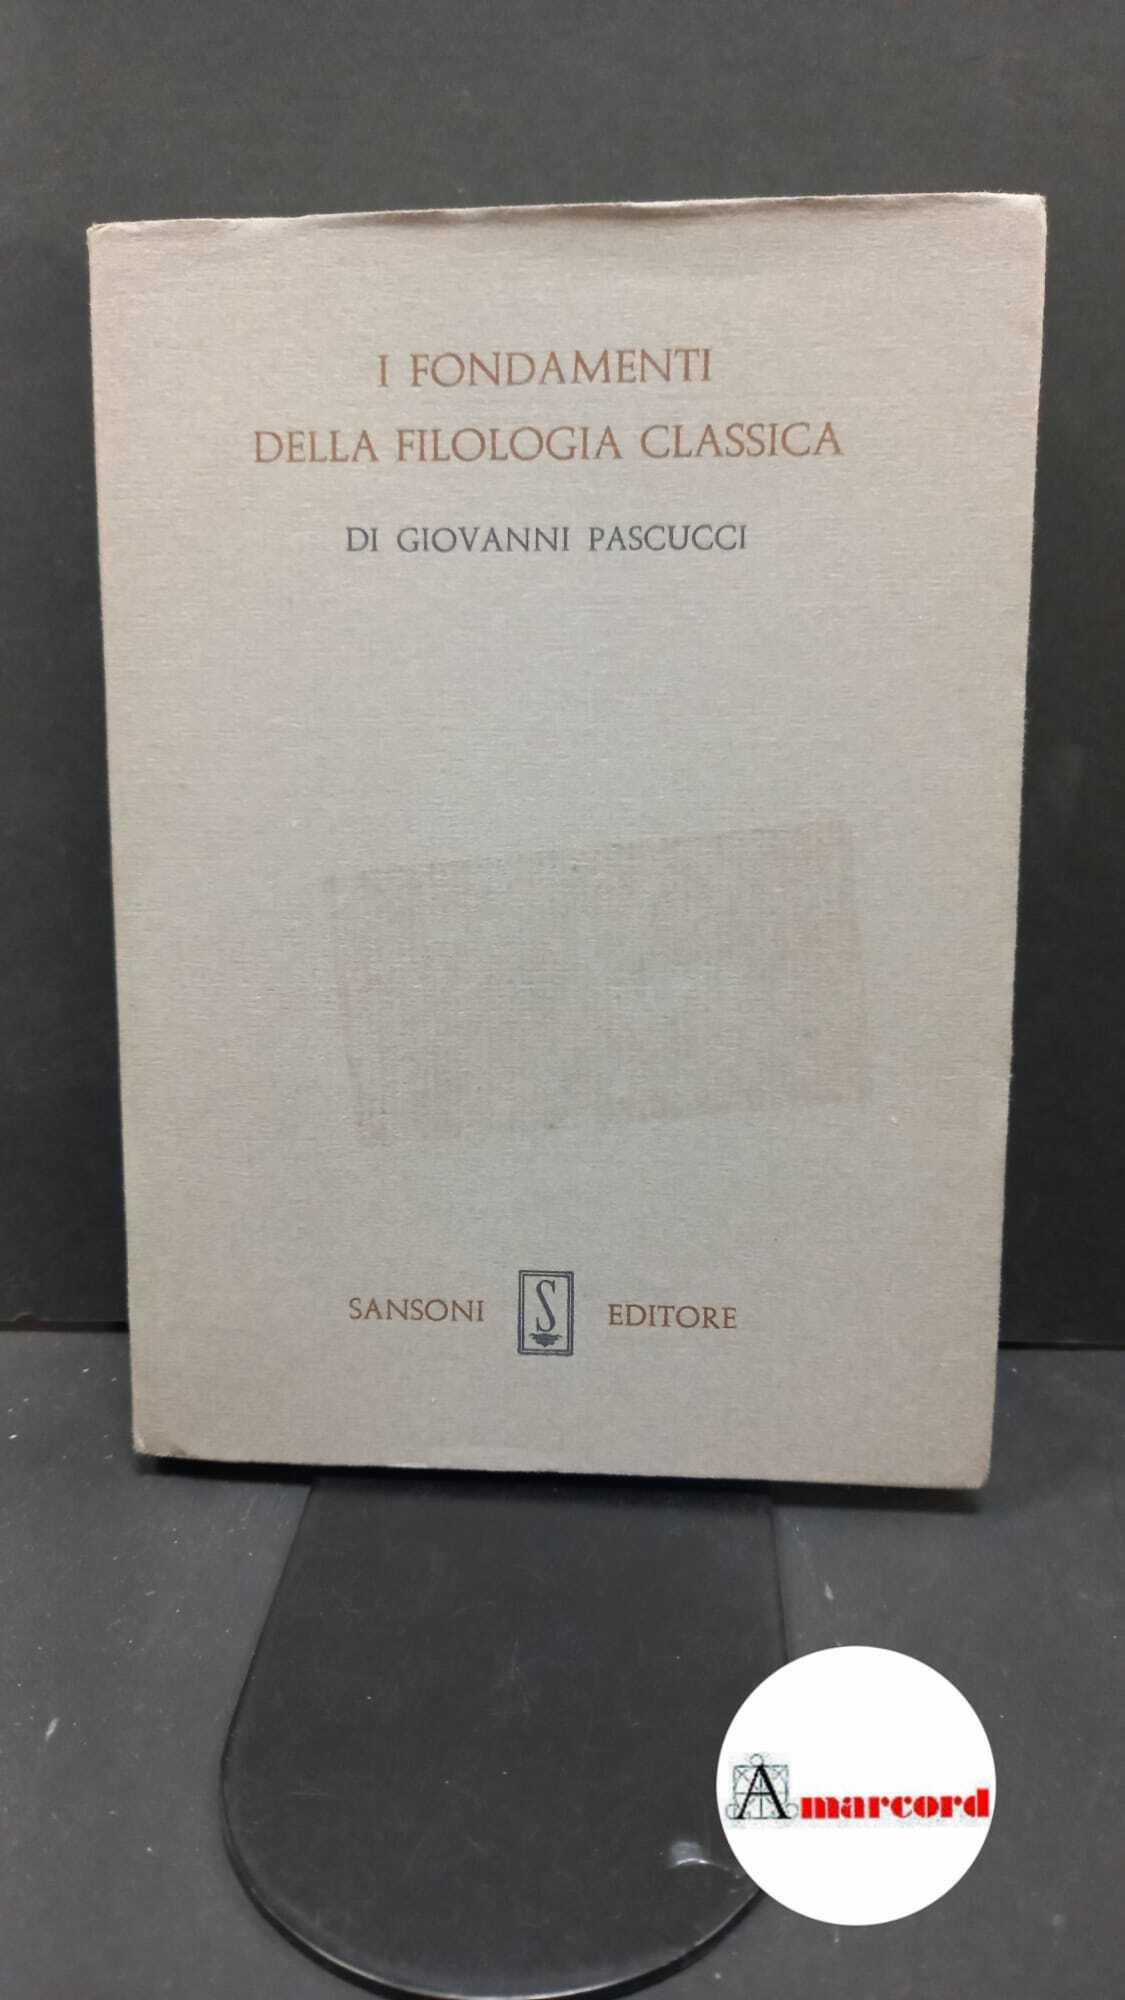 I FONDAMENTI
DELLA FILOLOGIA CLASSICA
DI GIOVANNI PASCUCCI
SANSONI S EDITORE
Amarcord